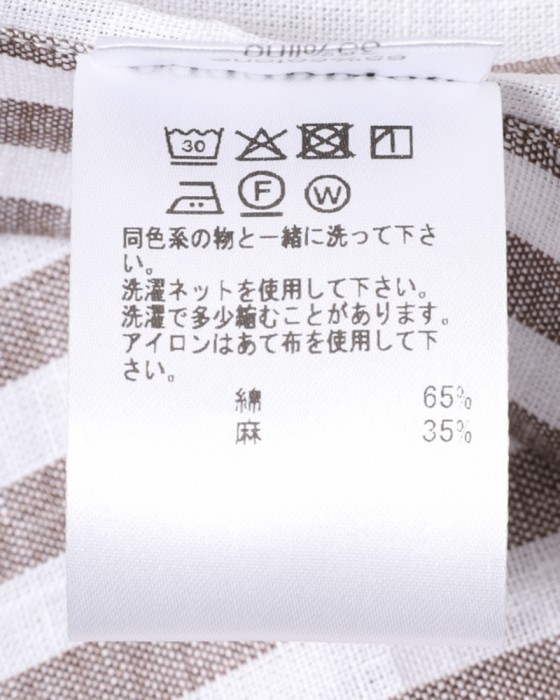 30
F
W
同色系の物と一緒に洗って下さ
い。
洗濯ネットを使用して下さい。
洗濯で多少縮むことがあります。
アイロンはあて布を使用して下
さい。
綿 65%
麻 35%